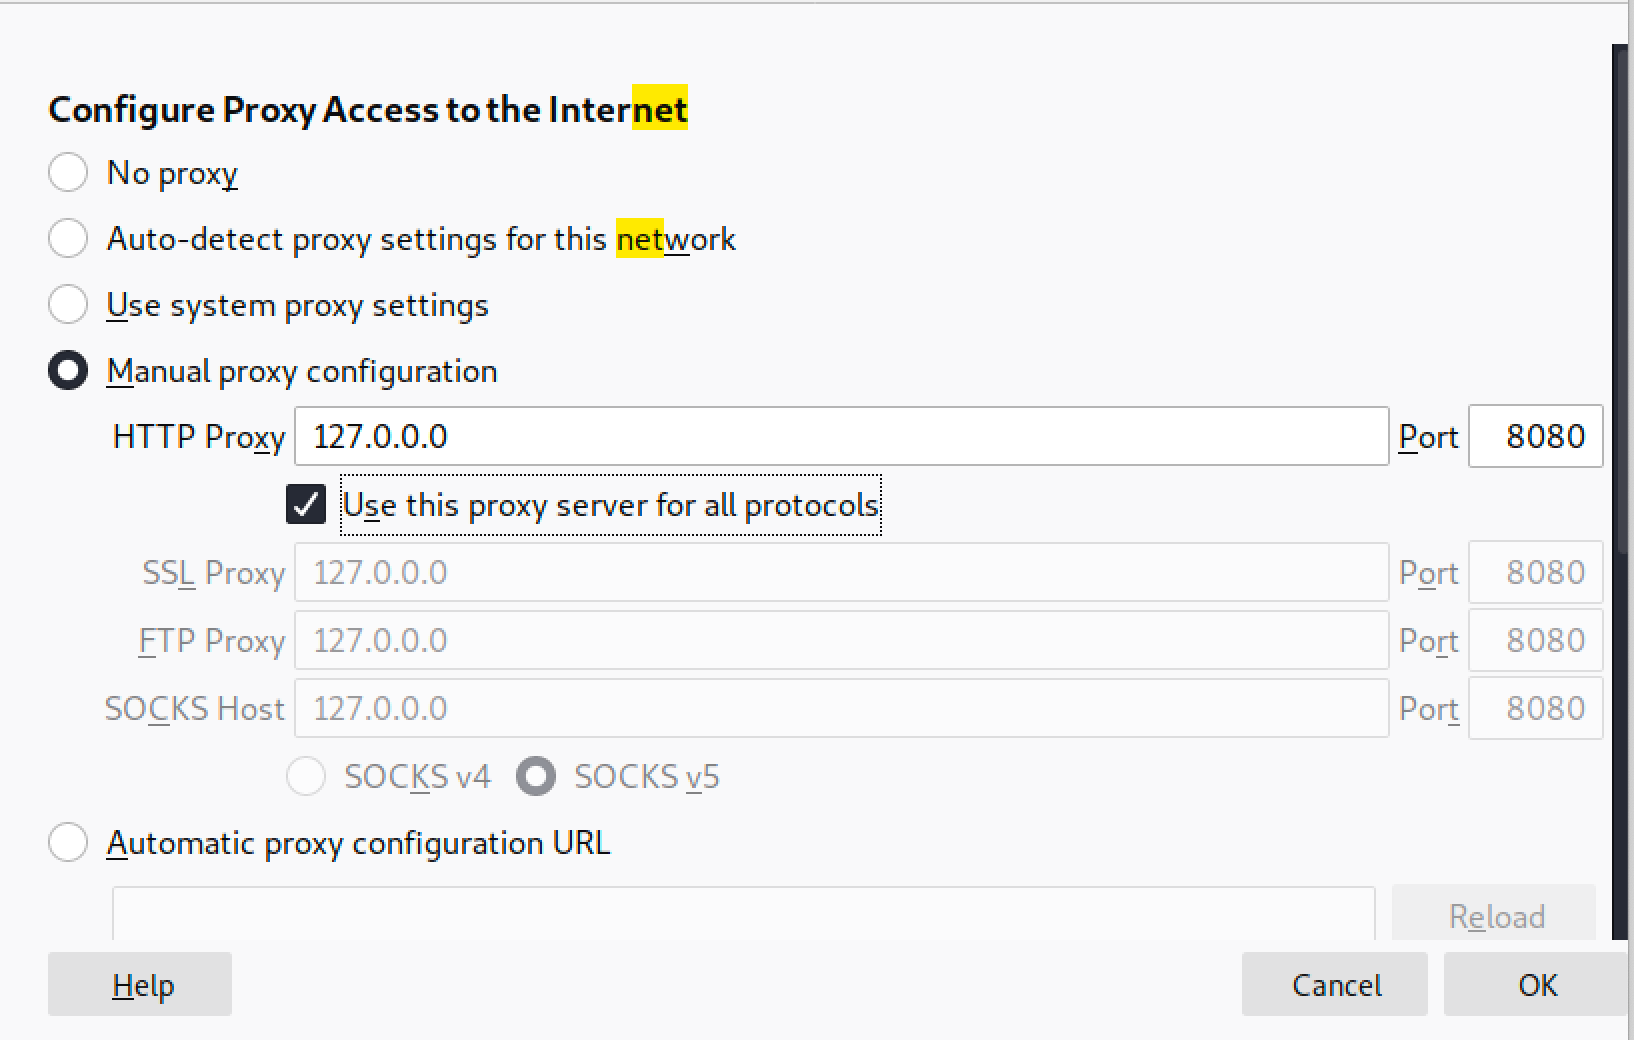 Configure Proxy Access to the Internet
No proxy
Auto-detect proxy settings for this network
Use system proxy settings
Manual proxy configuration
HTTP Proxy 127.0.0.0 Port 8080
Use this proxy server for all protocols
SSL Proxy 127.0.0.0 Port 8080
FTP Proxy 127.0.0.0 Port 8080
SOCKS Host 127.0.0.0 Port 8080
SOCKS v4 SOCKS v5
Automatic proxy configuration URL
Reload
Help Cancel OK